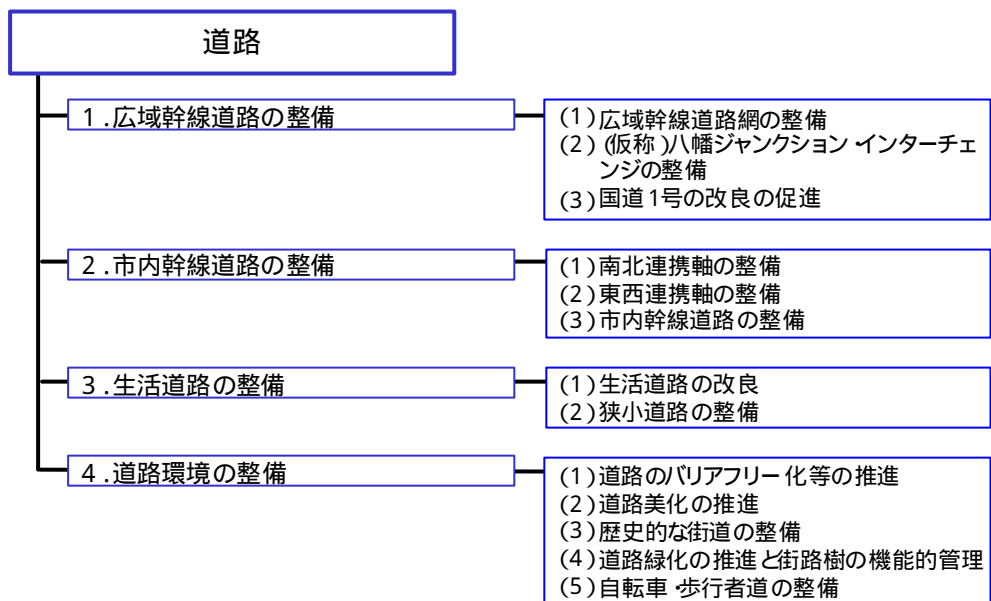 道路
1.広域幹線道路の整備
(1)広域幹線道路網の整備
(2)(仮称)八幡ジャンクション・インターチェ
ンジの整備
(3)国道1号の改良の促進
2.市内幹線道路の整備
(1)南北連携軸の整備
(2)東西連携軸の整備
(3)市内幹線道路の整備
3.生活道路の整備
(1)生活道路の改良
(2)狭小道路の整備
4.道路環境の整備
(1)道路のバリアフリー化等の推進
(2)道路美化の推進
(3)歴史的な街道の整備
(4)道路緑化の推進と街路樹の機能的管理
(5)自転車・歩行者道の整備